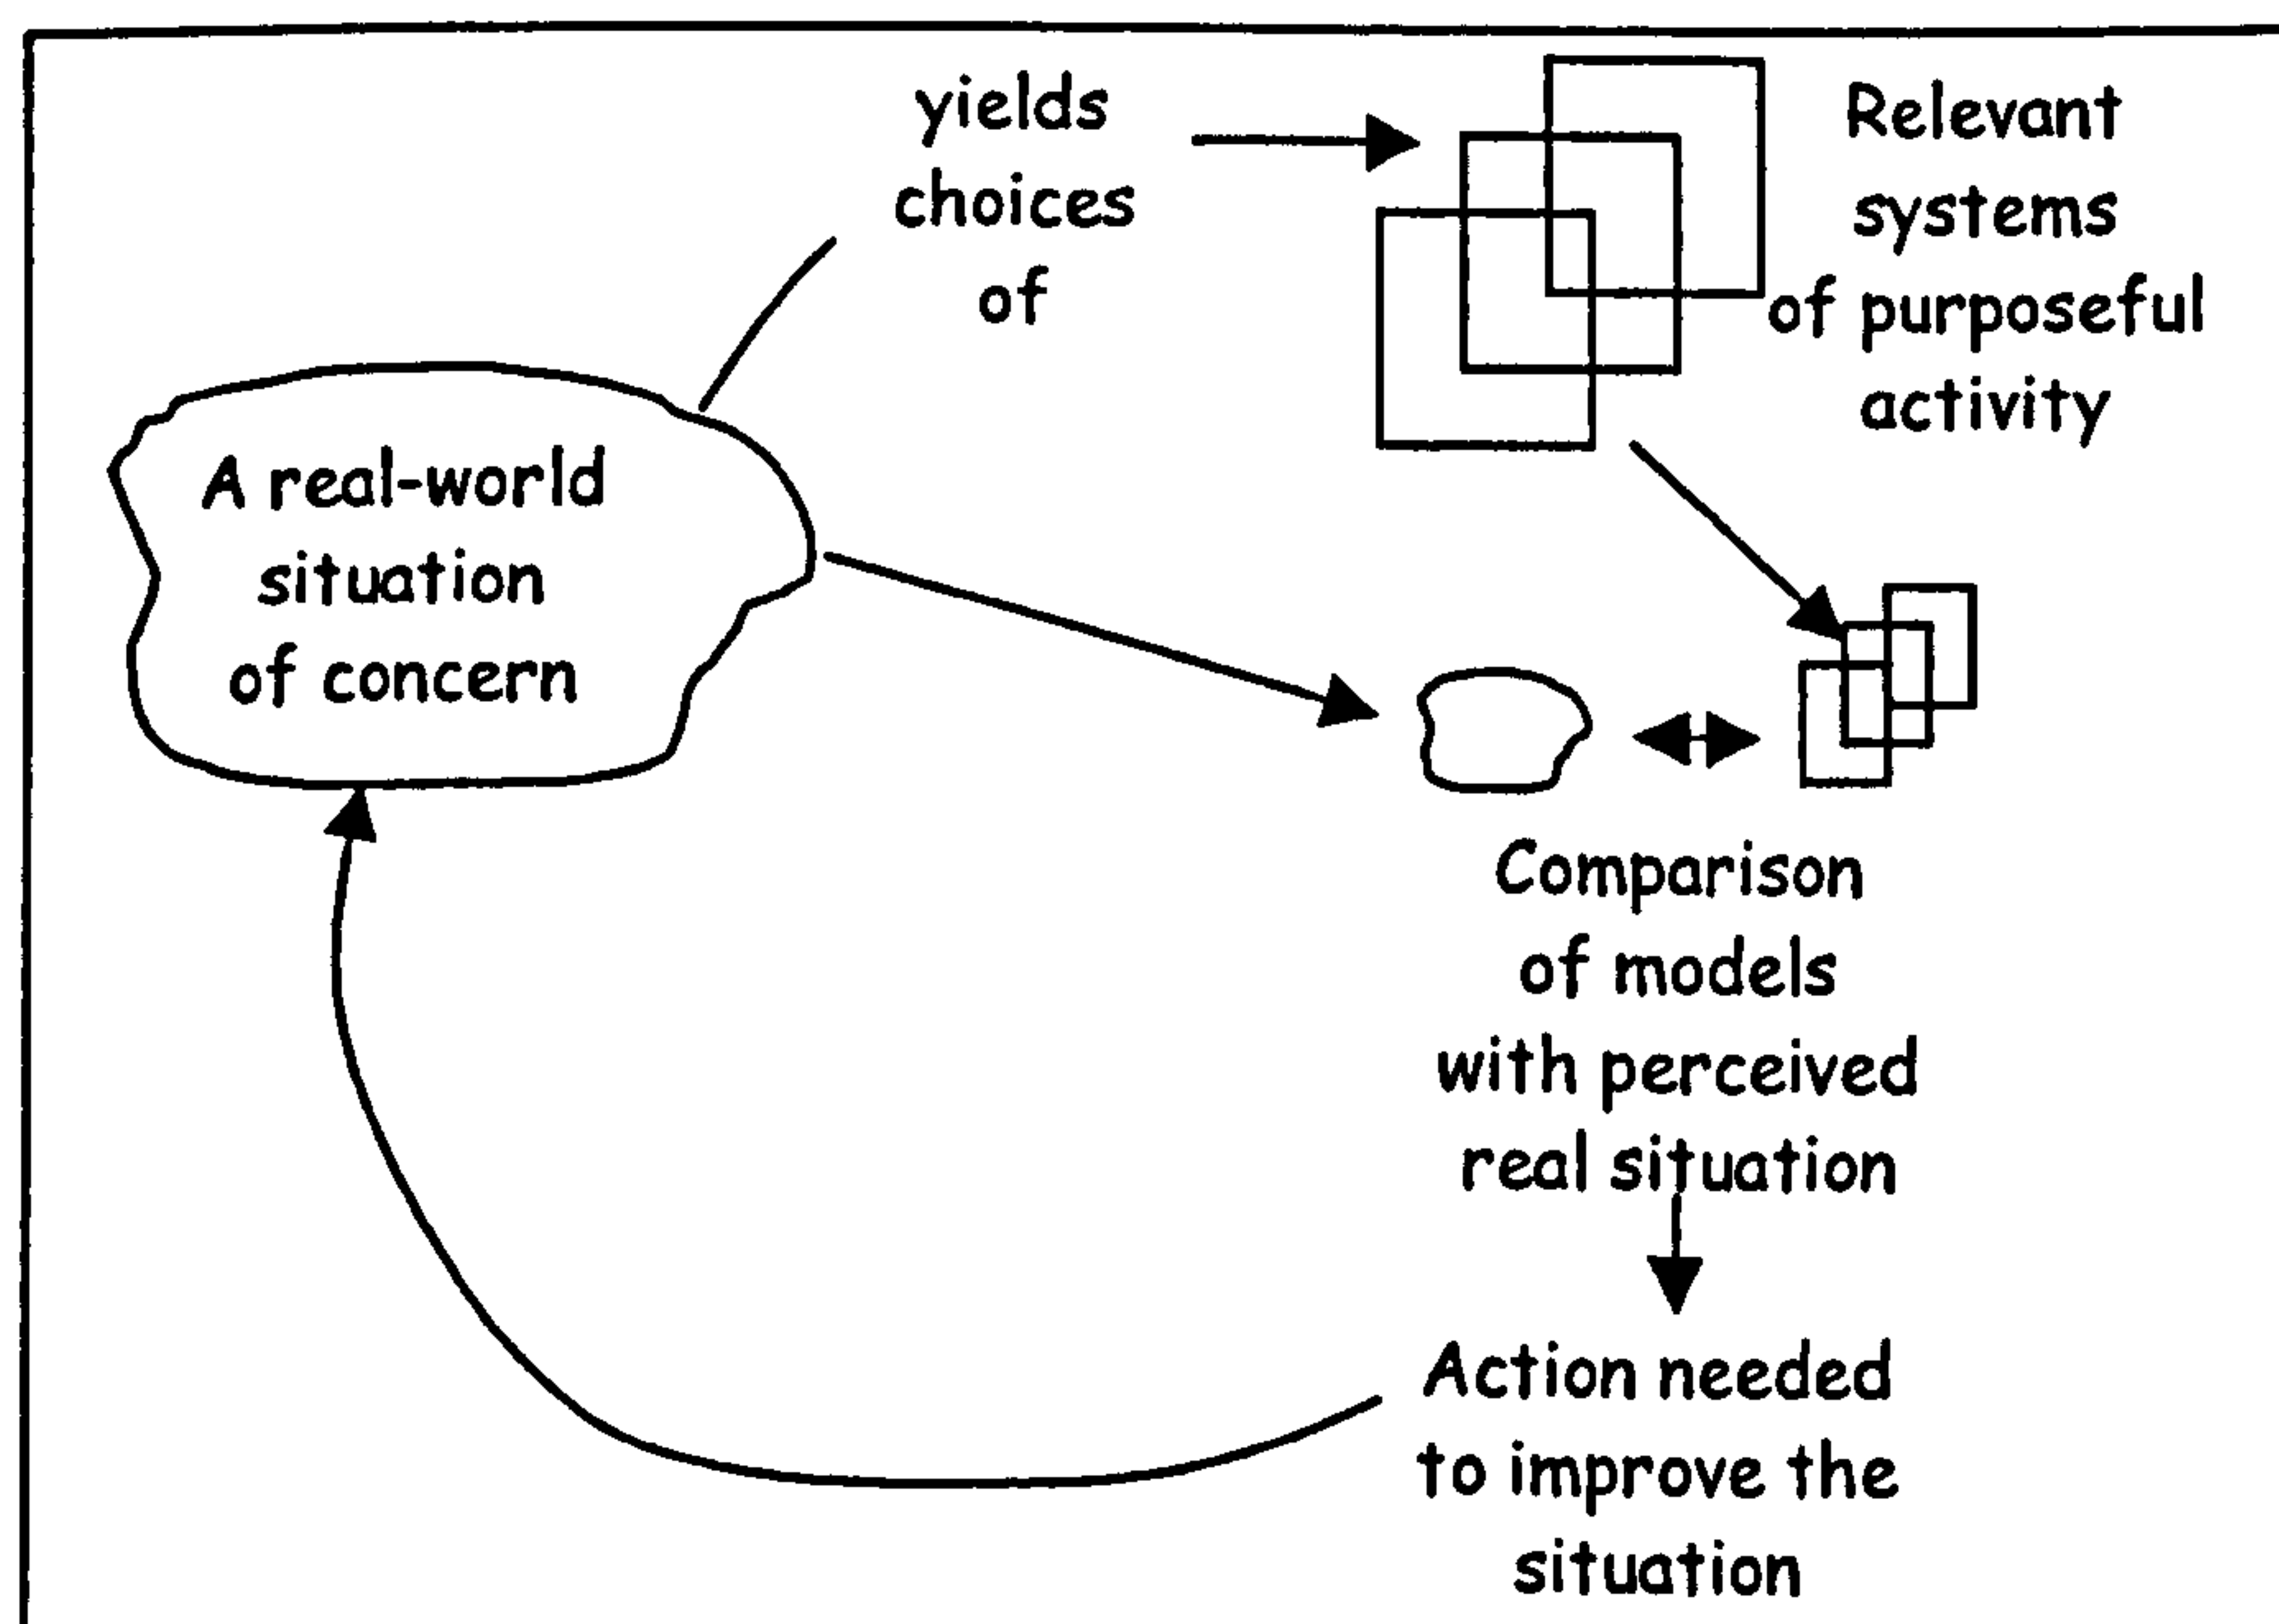 yields
choices
of
Relevant
systems
of purposeful
activity
A real-world
situation
of concern
Comparison
of models
with perceived
real situation
Action needed
to improve the
situation